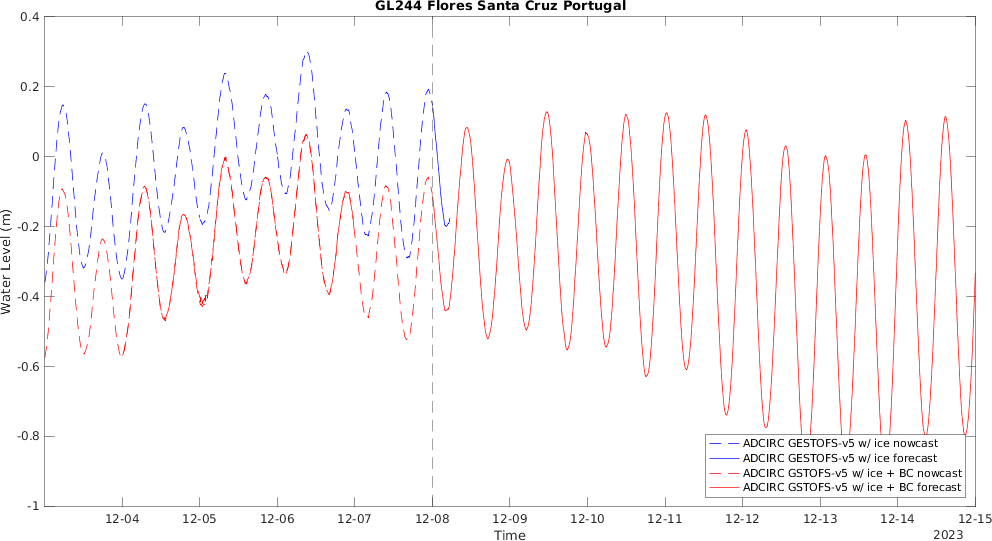 GL244 Flores Santa Cruz Portugal
0.4
0.2
0
-0.2
-0.4
-0.6
-0.8
-1
Water Level (m)
ADCIRC GESTOFS-v5 w/ ice nowcast
ADCIRC GESTOFS-v5 w/ ice forecast
ADCIRC GSTOFS-v5 w/ ice + BC nowcast
ADCIRC GSTOFS-v5 w/ ice + BC forecast
12-04 12-05 12-06 12-07 12-08 12-09 12-10 12-11 12-12 12-13 12-14 12-15
Time
2023